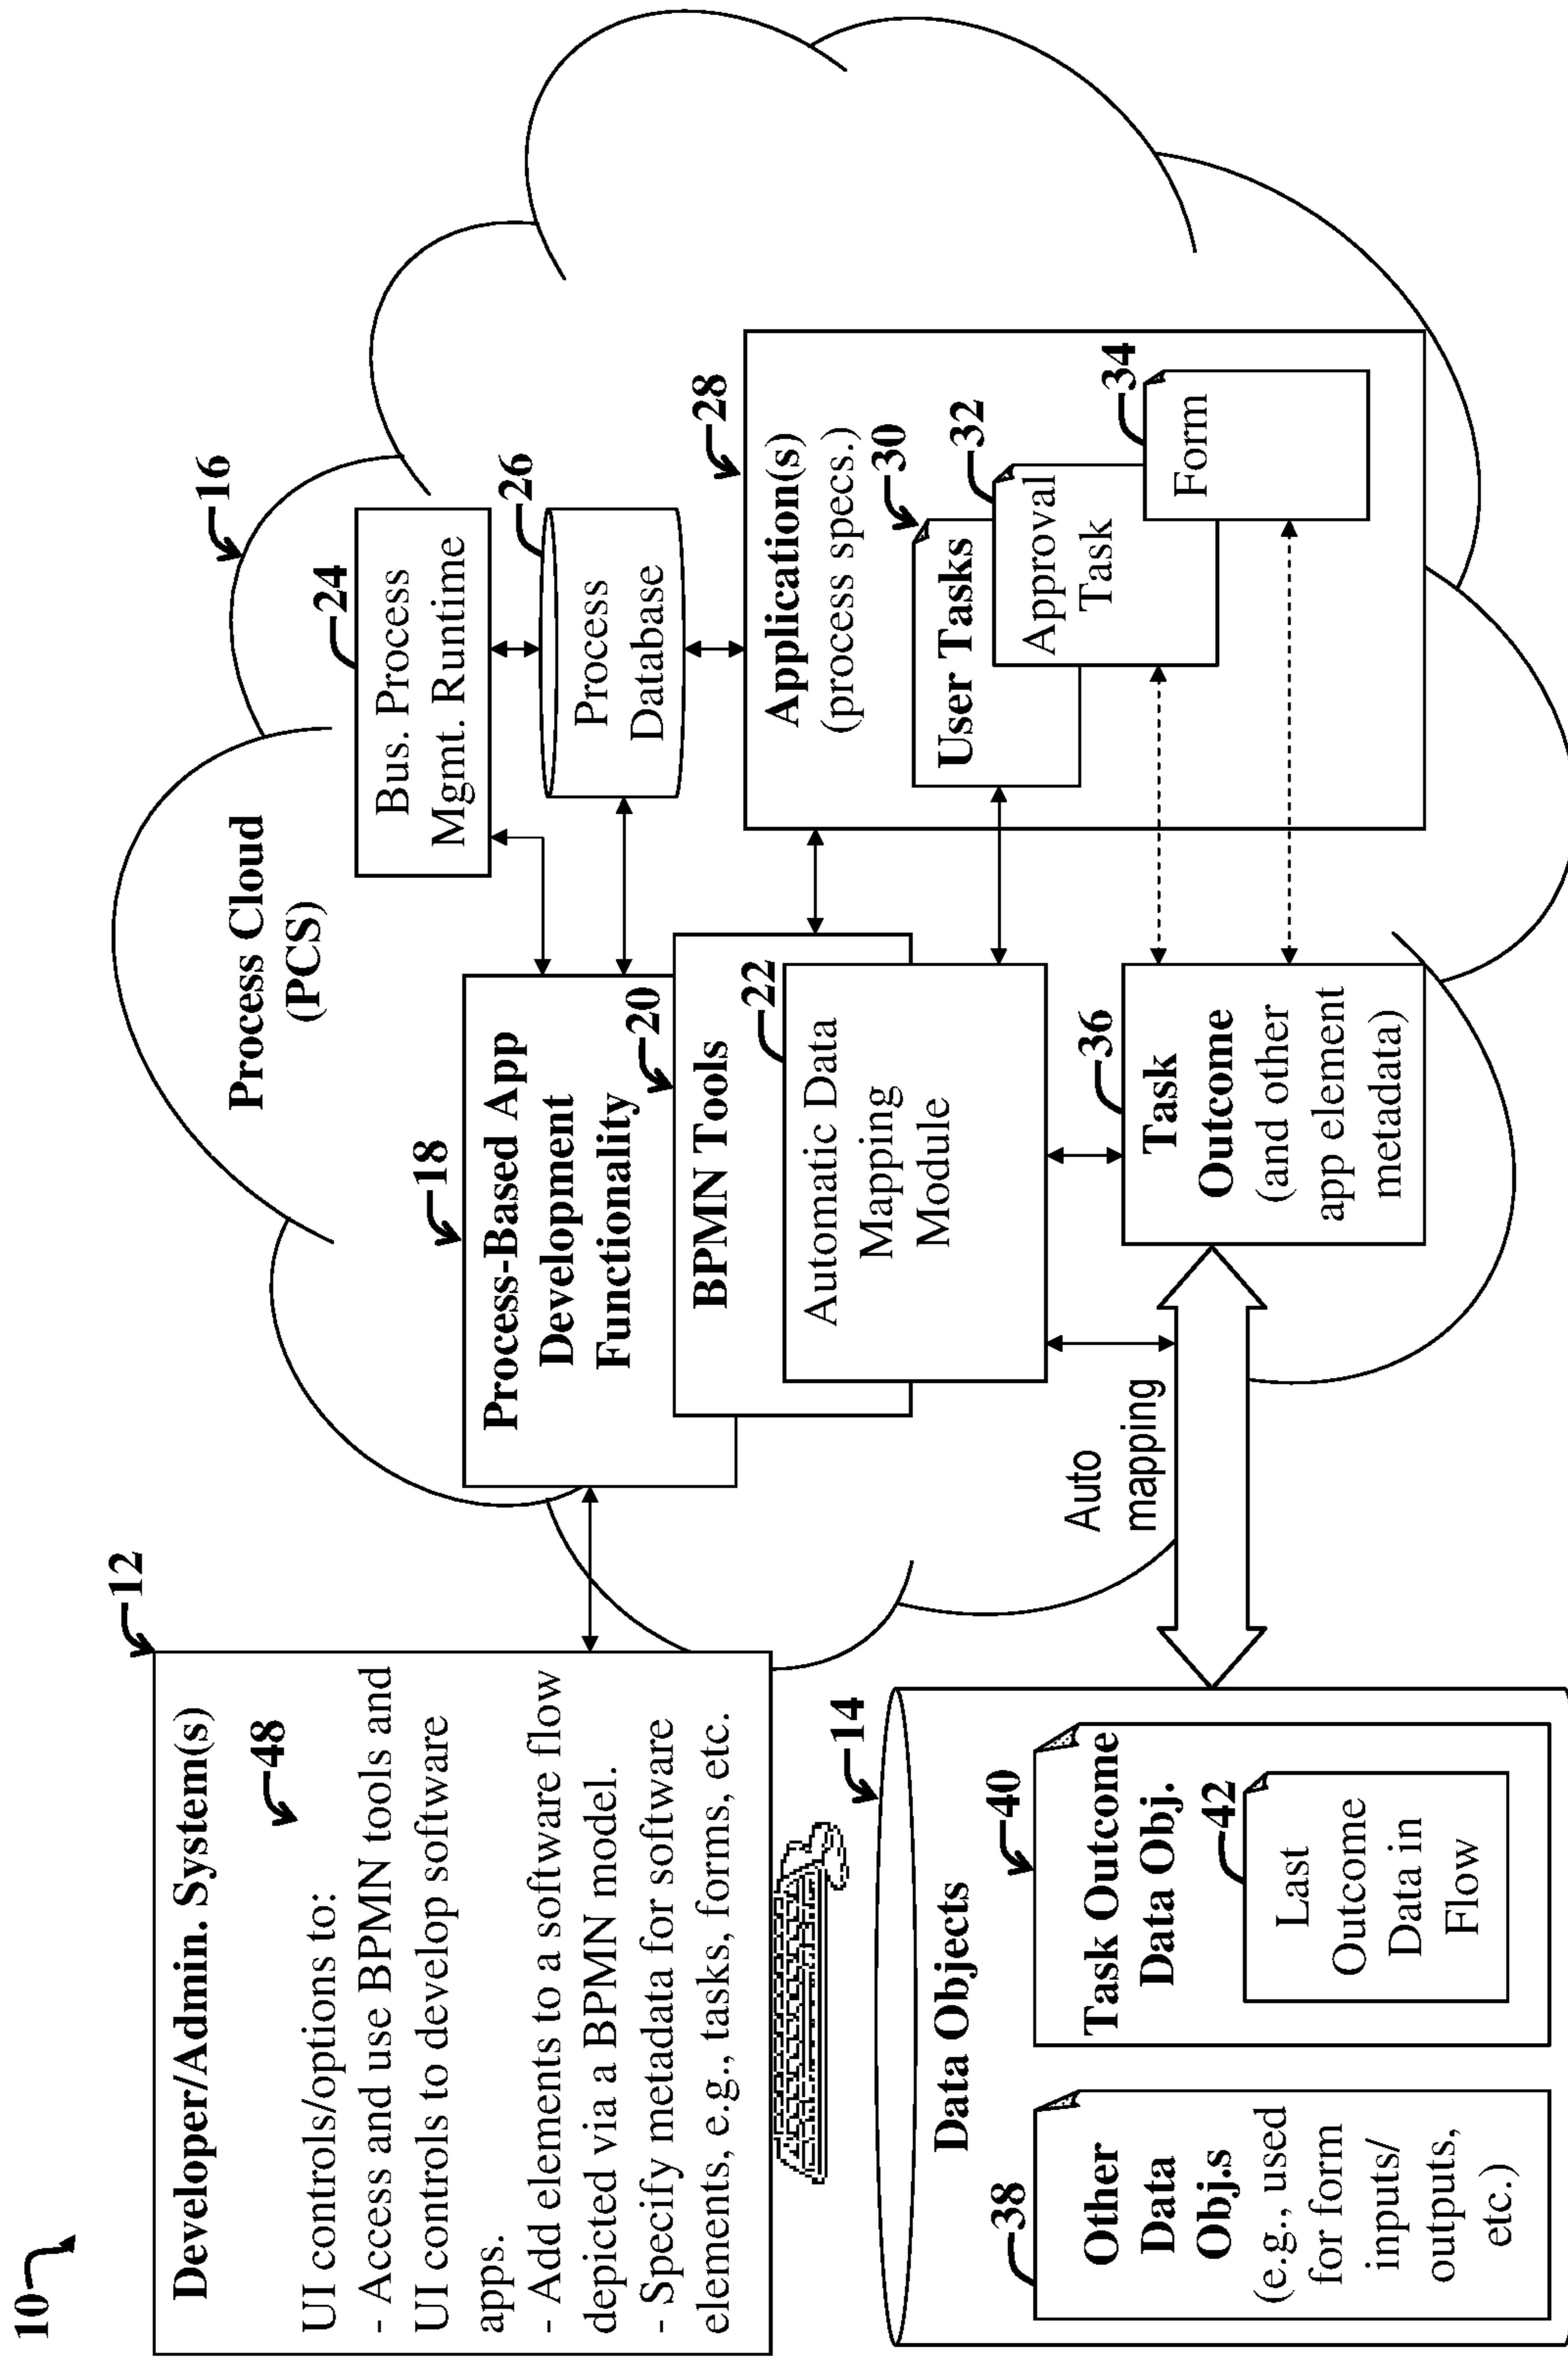 10
12
Developer/Admin. System(s)
48
UI controls/options to:
- Access and use BPMN tools and
UI controls to develop software
apps.
- Add elements to a software flow
depicted via a BPMN model.
- Specify metadata for software
elements, e.g., tasks, forms, etc.
14
Data Objects
38
Other
Data
Obj.s
(e.g., used
for form
inputs/
outputs,
etc.)
40
Task Outcome
Data Obj.
42
Last
Outcome
Data in
Flow
Auto
mapping
16
Process Cloud
(PCS)
18
Process-Based App
Development
Functionality
20
BPMN Tools
22
Automatic Data
Mapping
Module
24
Bus. Process
Mgmt. Runtime
26
Process
Database
28
Application(s)
(process specs.)
30
User Tasks
32
Approval
Task
34
Form
36
Task
Outcome
(and other
app element
metadata)